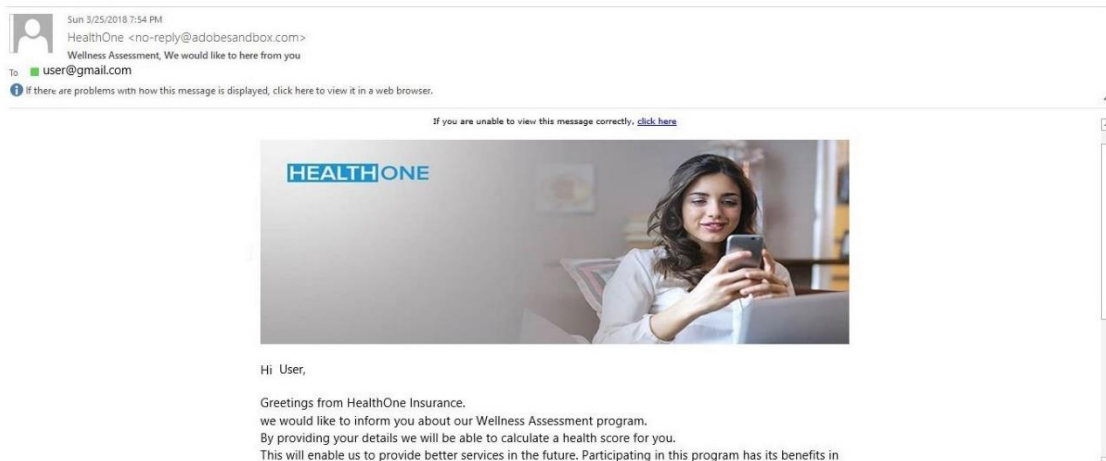 Sun 3/25/2018 7:54 PM
HealthOne <no-reply@adobesandbox.com>
Wellness Assessment, We would like to here from you
To user@gmail.com
If there are problems with how this message is displayed, click here to view it in a web browser.
If you are unable to view this message correctly, click here
HEALTHONE
Hi User,
Greetings from HealthOne Insurance.
we would like to inform you about our Wellness Assessment program.
By providing your details we will be able to calculate a health score for you.
This will enable us to provide better services in the future. Participating in this program has its benefits in